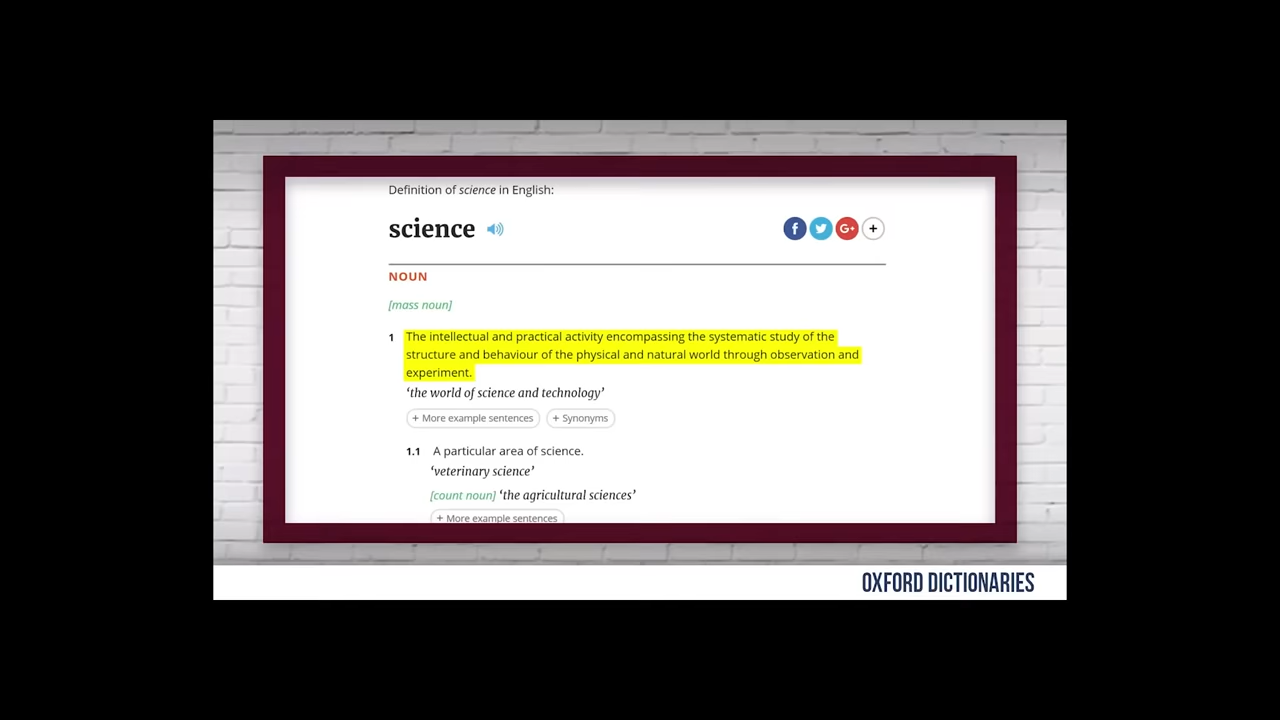 Definition of science in English:
science
f G+ +
NOUN
[mass noun]
1 The intellectual and practical activity encompassing the systematic study of the
structure and behaviour of the physical and natural world through observation and
experiment.
‘the world of science and technology’
+ More example sentences + Synonyms
1.1 A particular area of science.
‘veterinary science’
[count noun] ‘the agricultural sciences’
+ More example sentences
OXFORD DICTIONARIES